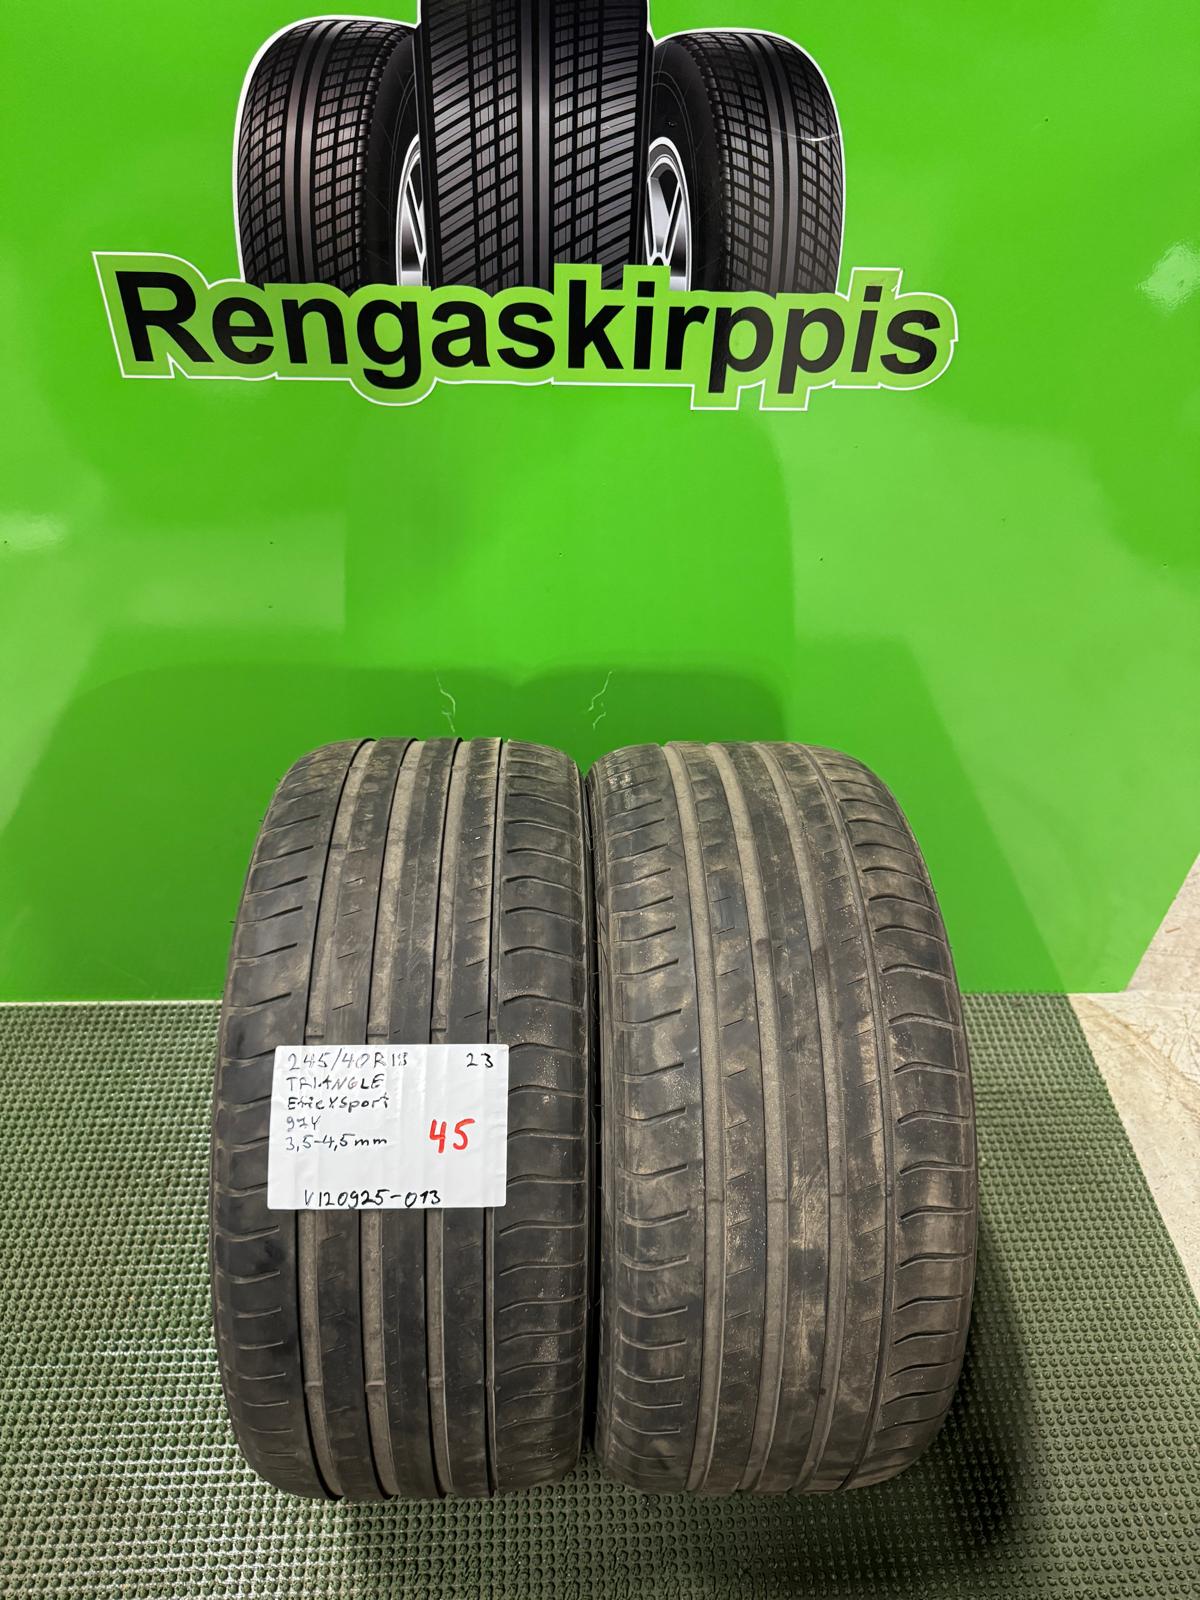 Rengaskirppis
245/40R18 23
TRIANGLE
EffeXSport
97Y
3,5-4,5mm 45
V120925-013